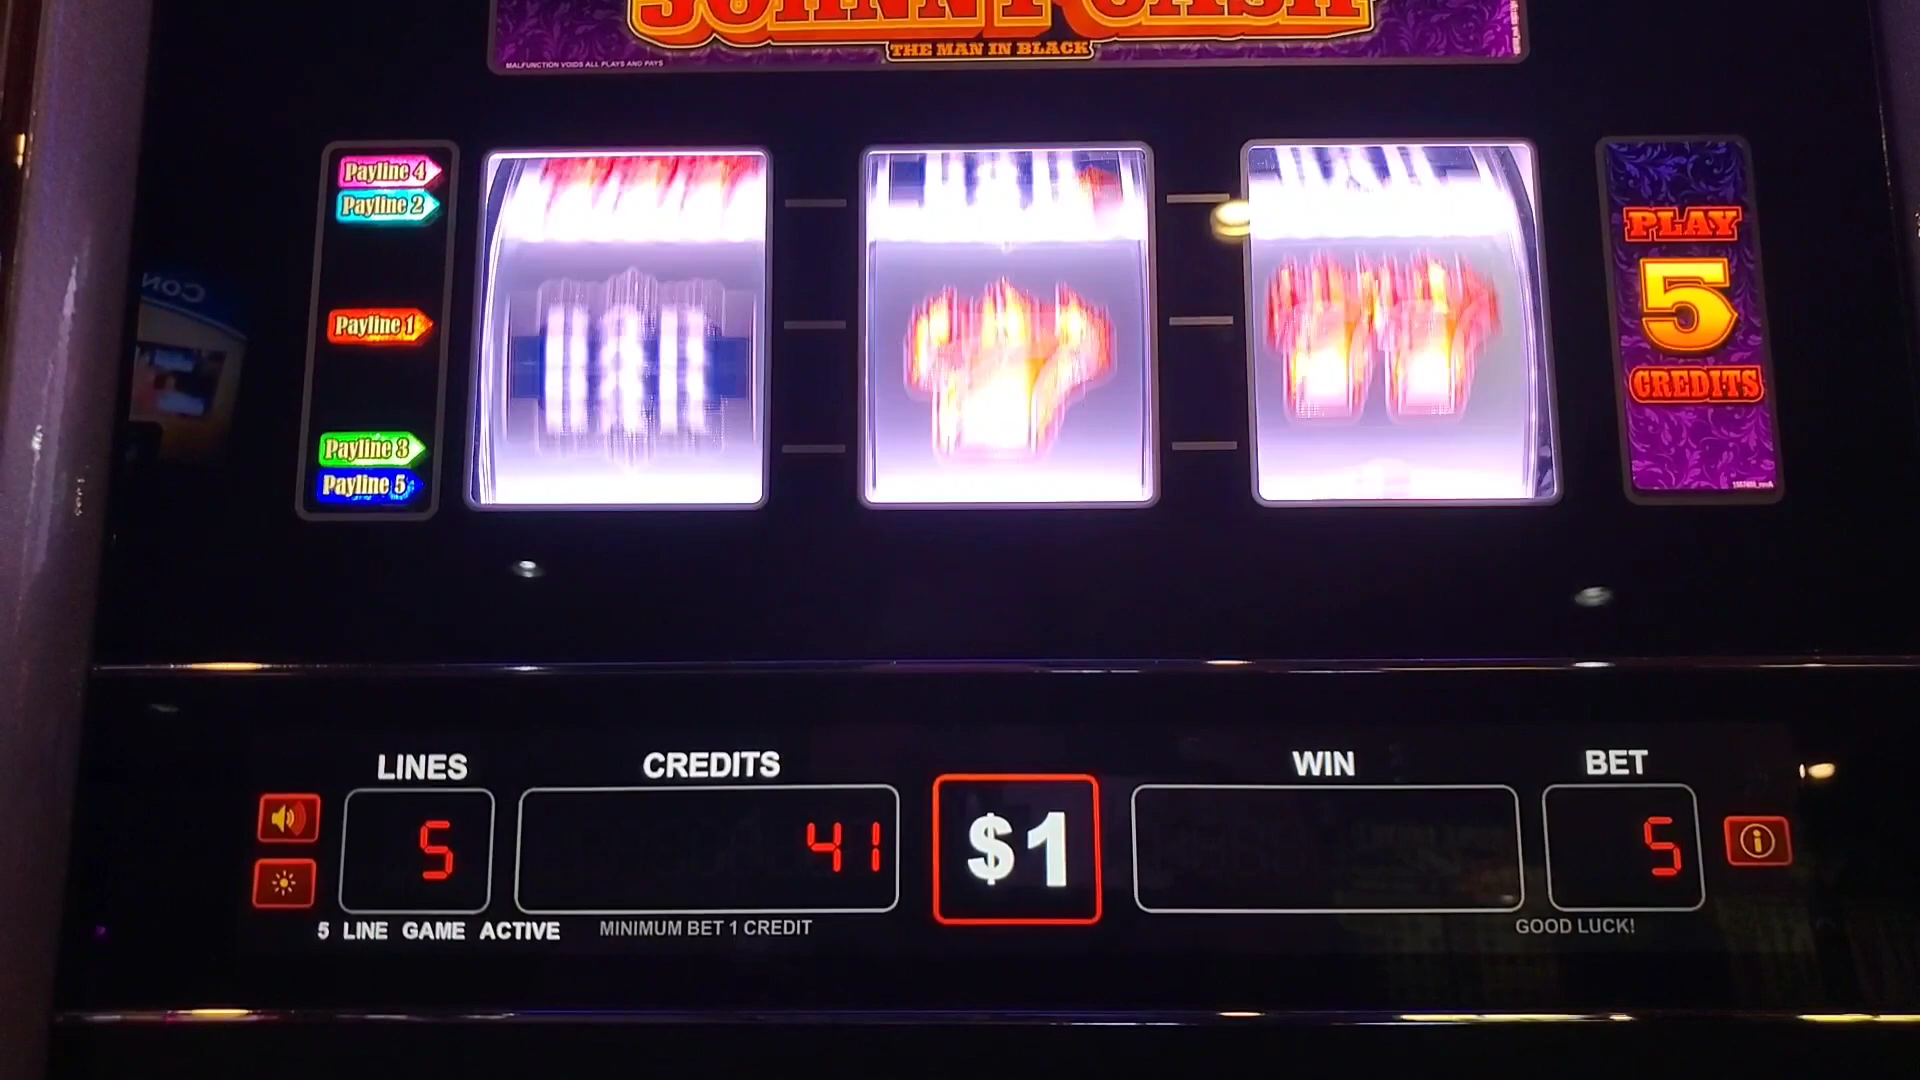 JOHNNY CASH
THE MAN IN BLACK
MALFUNCTION VOIDS ALL PLAYS AND PAYS
Payline 4
Payline 2
Payline 1
Payline 3
Payline 5
PLAY
5
CREDITS
LINES
CREDITS
WIN
BET
5
41
$1
5
5 LINE GAME ACTIVE
MINIMUM BET 1 CREDIT
GOOD LUCK!